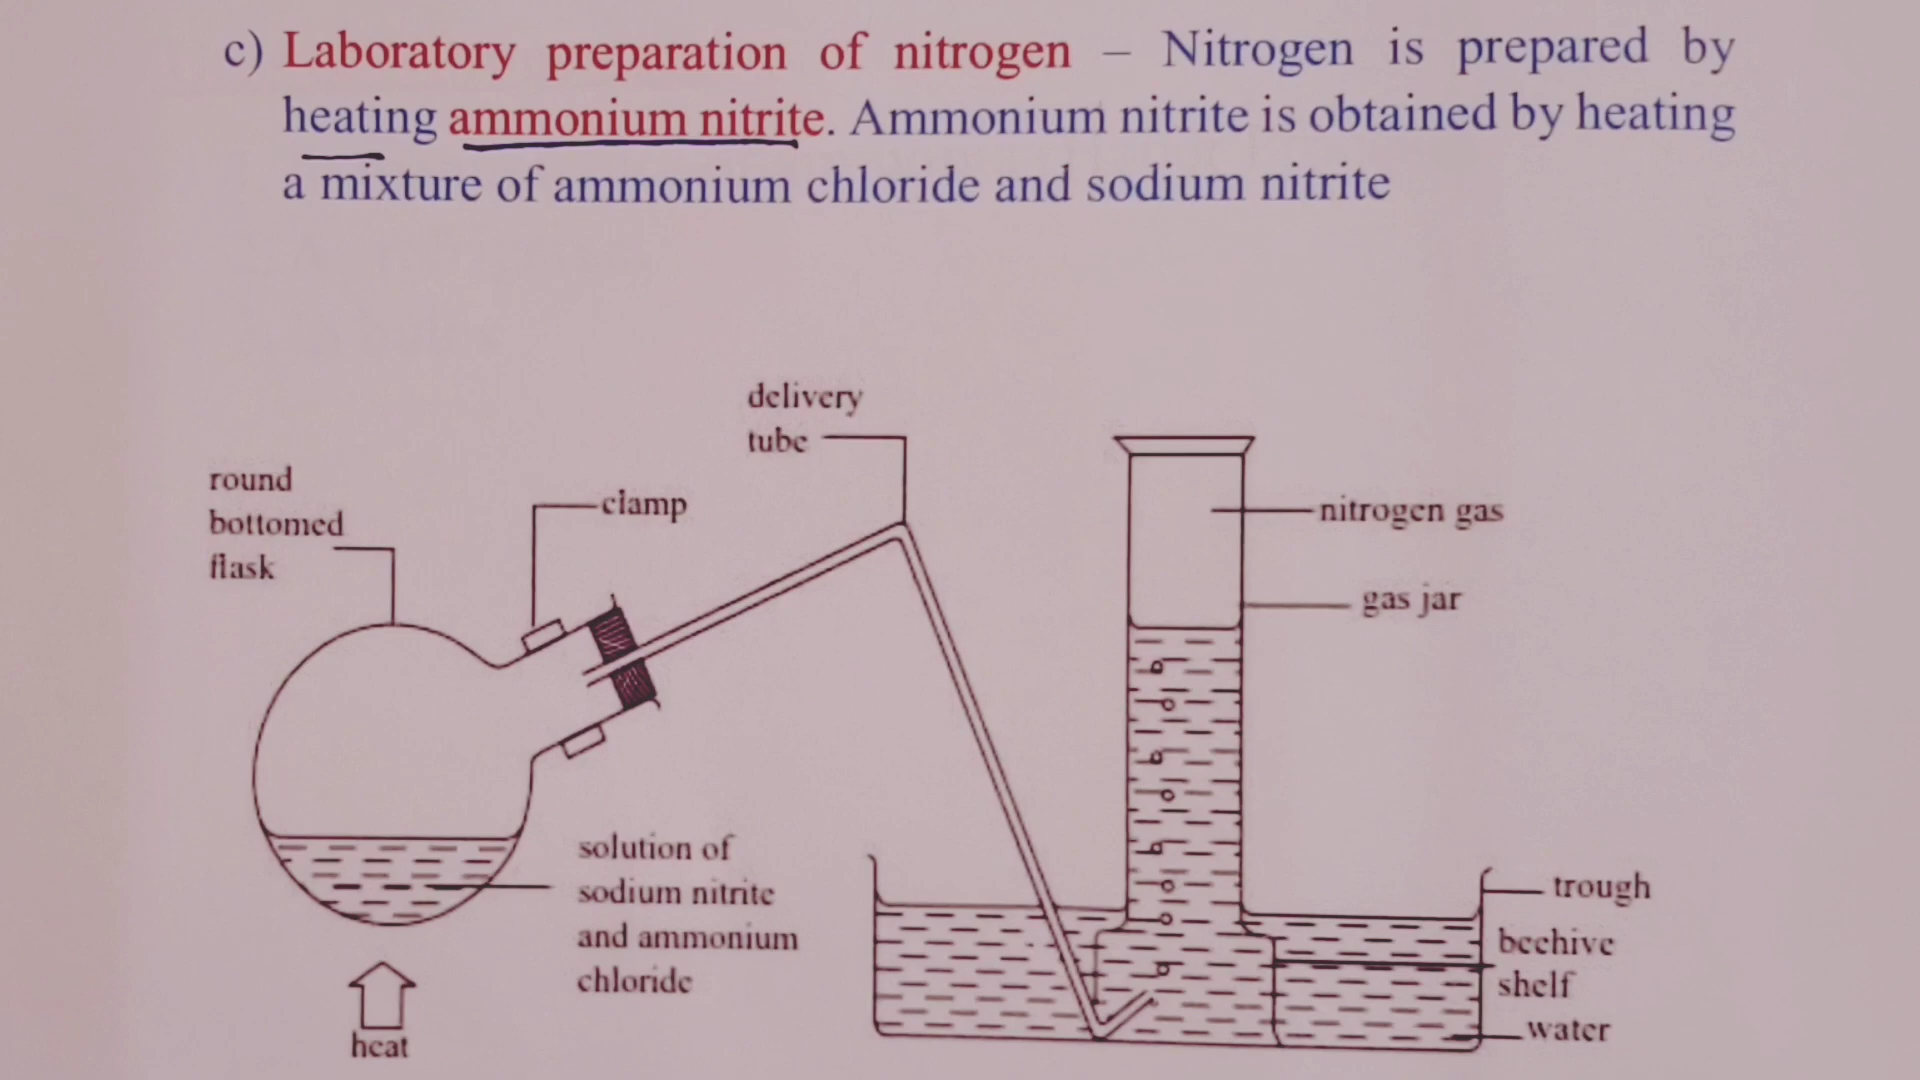 c) Laboratory preparation of nitrogen – Nitrogen is prepared by
heating ammonium nitrite. Ammonium nitrite is obtained by heating
a mixture of ammonium chloride and sodium nitrite
delivery
tube
round
bottomed
flask
clamp
nitrogen gas
gas jar
solution of
sodium nitrite
and ammonium
chloride
trough
beehive
shelf
water
heat